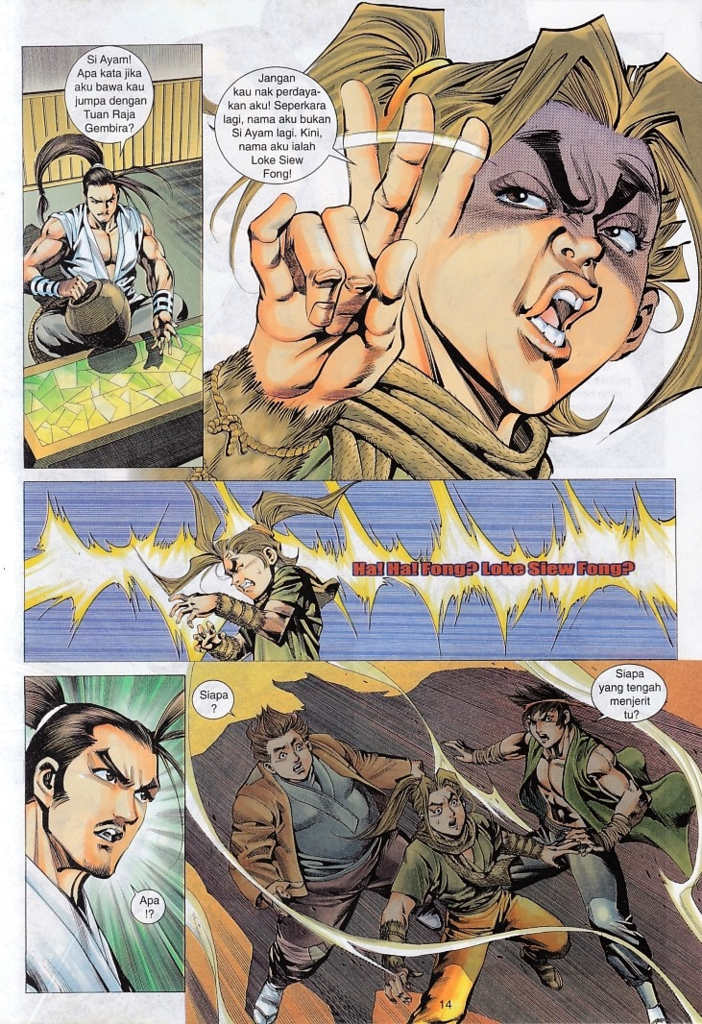 Si Ayam!
Apa kata jika
aku bawa kau
jumpa dengan
Tuan Raja
Gembira?
Jangan
kau nak perdaya-
kan aku! Seperkara
lagi, nama aku bukan
Si Ayam lagi. Kini,
nama aku ialah
Loke Siew
Fong!
Ha! Ha! Fong? Loke Siew Fong?
Apa
!?
Siapa
?
Siapa
yang tengah
menjerit
tu?
14